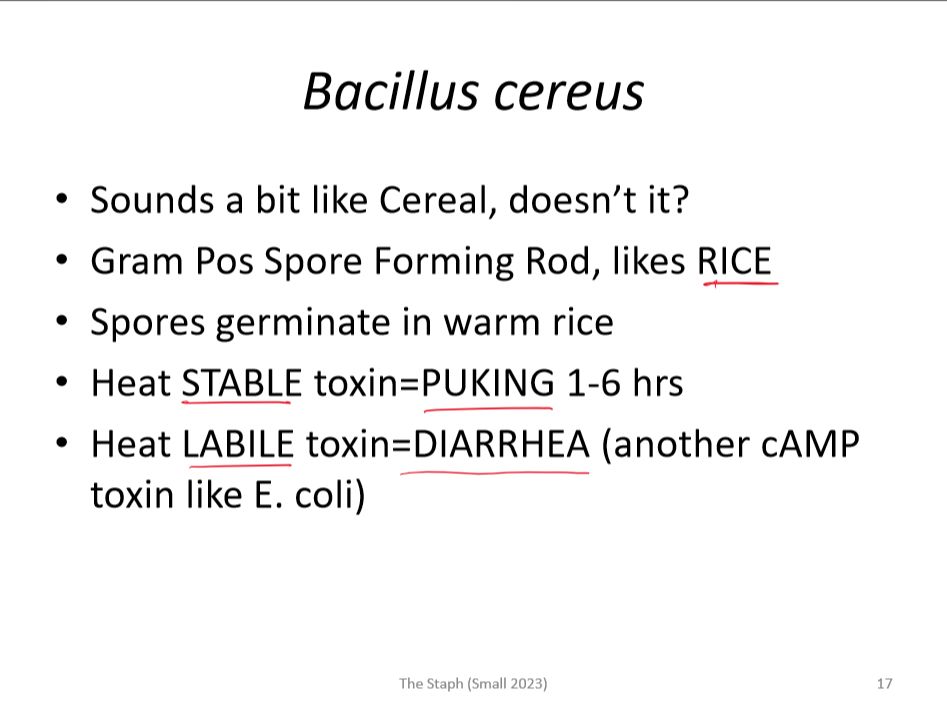 Bacillus cereus
• Sounds a bit like Cereal, doesn’t it?
• Gram Pos Spore Forming Rod, likes RICE
• Spores germinate in warm rice
• Heat STABLE toxin=PUKING 1-6 hrs
• Heat LABILE toxin=DIARRHEA (another cAMP
toxin like E. coli)
The Staph (Small 2023)
17